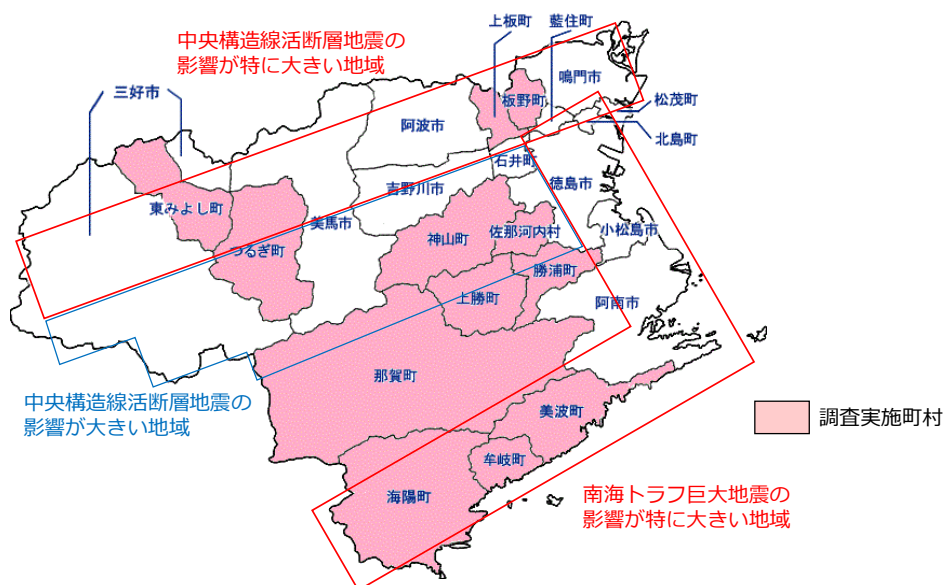 中央構造線活断層地震の
影響が特に大きい地域
上板町
藍住町
鳴門市
三好市
板野町
松茂町
阿波市
北島町
石井町
吉野川市
徳島市
東みよし町
美馬市
つるぎ町
神山町
佐那河内村
小松島市
勝浦町
上勝町
阿南市
那賀町
中央構造線活断層地震の
影響が大きい地域
美波町
調査実施町村
牟岐町
海陽町
南海トラフ巨大地震の
影響が特に大きい地域